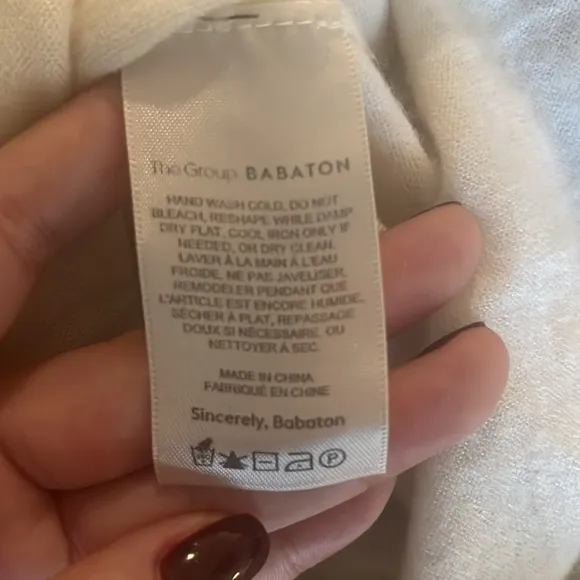 The Group BABATON
HAND WASH COLD, DO NOT
BLEACH, RESHAPE WHILE DAMP
DRY FLAT, COOL IRON ONLY IF
NEEDED, OR DRY CLEAN.
LAVER À LA MAIN À L'EAU
FROIDE, NE PAS JAVELISER,
REMODELER PENDANT QUE
L'ARTICLE EST ENCORE HUMIDE,
SÉCHER À PLAT, REPASSAGE
DOUX SI NÉCESSAIRE, OU
NETTOYER À SEC.
MADE IN CHINA
FABRIQUÉ EN CHINE
Sincerely, Babaton
P